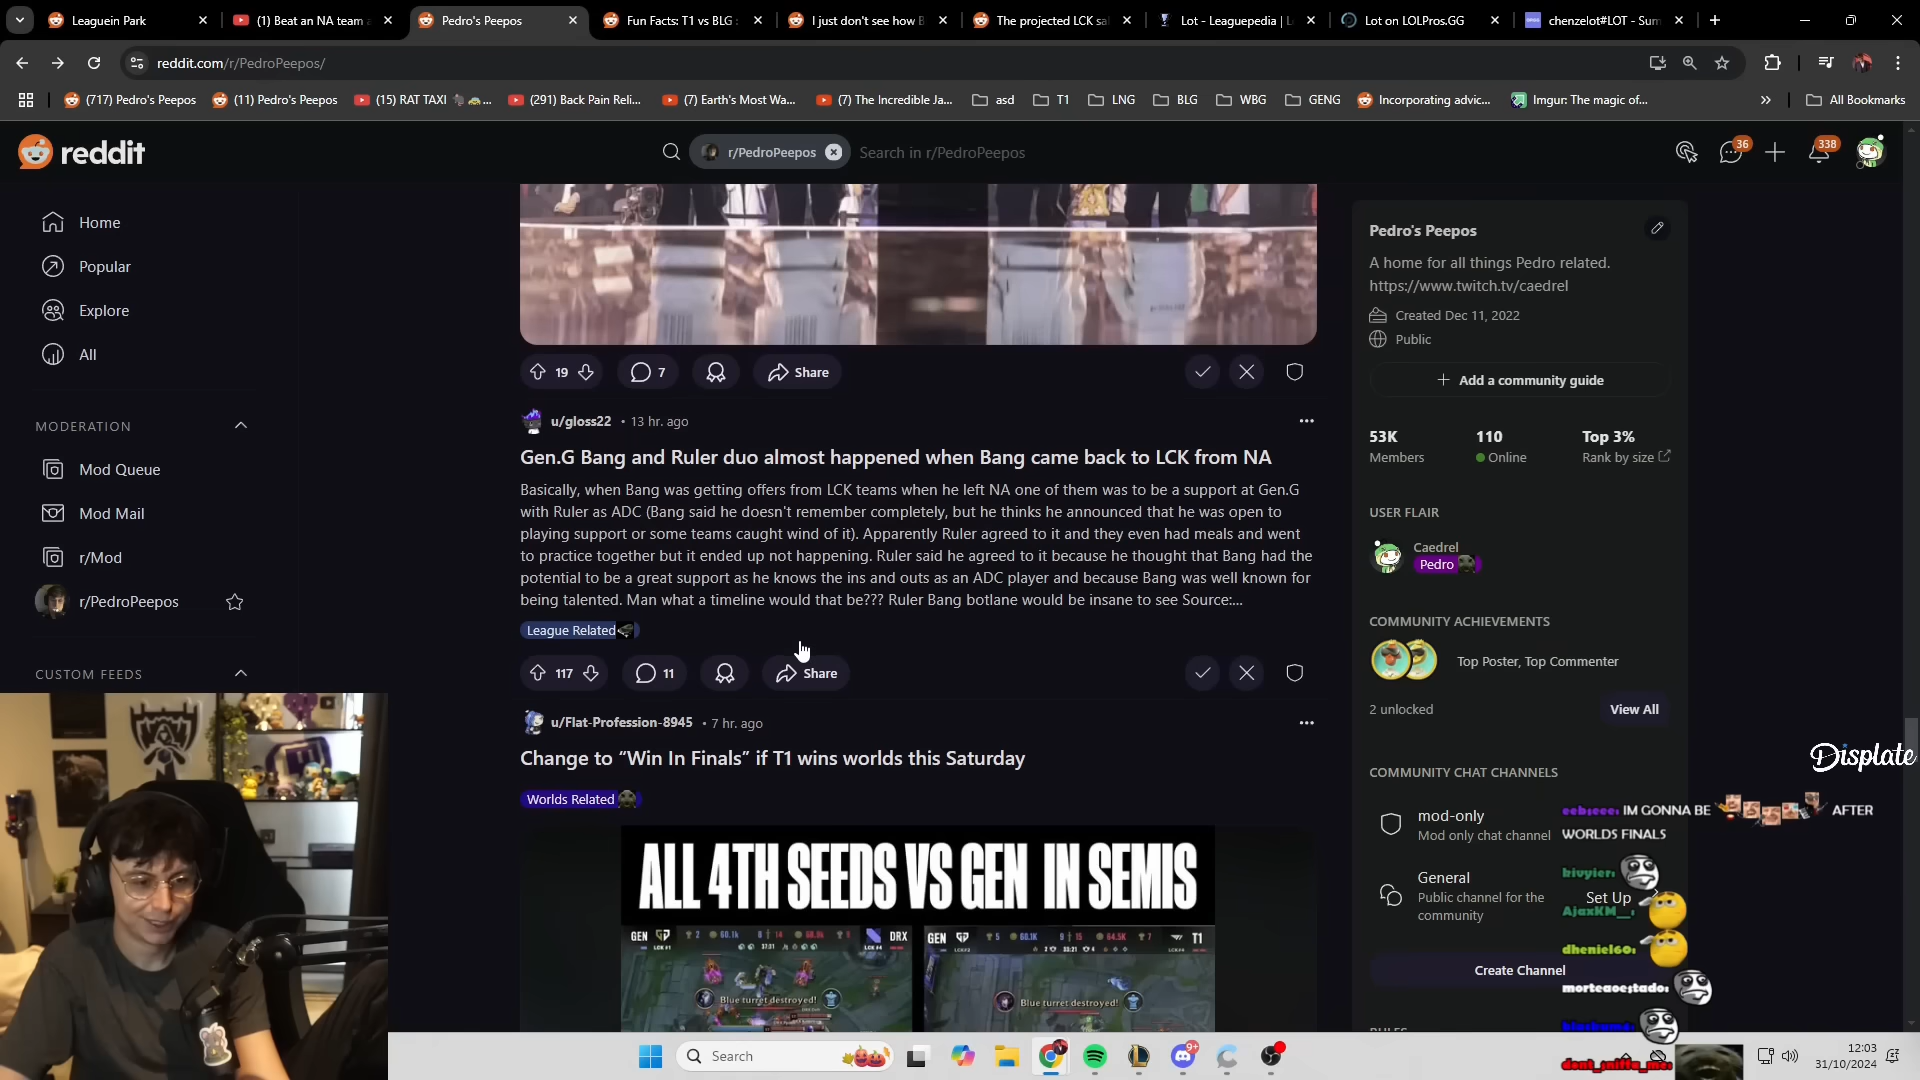 Leaguein Park
(1) Beat an NA team a
Pedro's Peepos
Fun Facts: T1 vs BLG :
I just don't see how B
The projected LCK sal
Lot - Leaguepedia | L
Lot on LOLPros.GG
chenzelot#LOT - Sum
reddit.com/r/PedroPeepos/
(717) Pedro's Peepos
(11) Pedro's Peepos
(15) RAT TAXI
(291) Back Pain Reli...
(7) Earth's Most Wa...
(7) The Incredible Ja...
asd
T1
LNG
BLG
WBG
GENG
Incorporating advic...
Imgur: The magic of...
All Bookmarks
reddit
r/PedroPeepos
Search in r/PedroPeepos
36
338
Home
Popular
Explore
All
MODERATION
Mod Queue
Mod Mail
r/Mod
r/PedroPeepos
CUSTOM FEEDS
19
7
Share
u/gloss22 • 13 hr. ago
Gen.G Bang and Ruler duo almost happened when Bang came back to LCK from NA
Basically, when Bang was getting offers from LCK teams when he left NA one of them was to be a support at Gen.G
with Ruler as ADC (Bang said he doesn't remember completely, but he thinks he announced that he was open to
playing support or some teams caught wind of it). Apparently Ruler agreed to it and they even had meals and went
to practice together but it ended up not happening. Ruler said he agreed to it because he thought that Bang had the
potential to be a great support as he knows the ins and outs as an ADC player and because Bang was well known for
being talented. Man what a timeline would that be??? Ruler Bang botlane would be insane to see Source:...
League Related
117
11
Share
u/Flat-Profession-8945 • 7 hr. ago
Change to “Win In Finals” if T1 wins worlds this Saturday
Worlds Related
ALL 4TH SEEDS VS GEN IN SEMIS
GEN
DRX
GEN
T1
Blue turret destroyed!
Blue turret destroyed!
Pedro's Peepos
A home for all things Pedro related.
https://www.twitch.tv/caedrel
Created Dec 11, 2022
Public
Add a community guide
53K
Members
110
Online
Top 3%
Rank by size
USER FLAIR
Caedrel
Pedro
COMMUNITY ACHIEVEMENTS
Top Poster, Top Commenter
2 unlocked
View All
COMMUNITY CHAT CHANNELS
mod-only
Mod only chat channel
General
Public channel for the
community
Set Up
Create Channel
Displate
IM GONNA BE
AFTER
WORLDS FINALS
kivyier:
AjaxKM__:
dheniel60:
morteaoestado:
Search
9+
12:03
31/10/2024